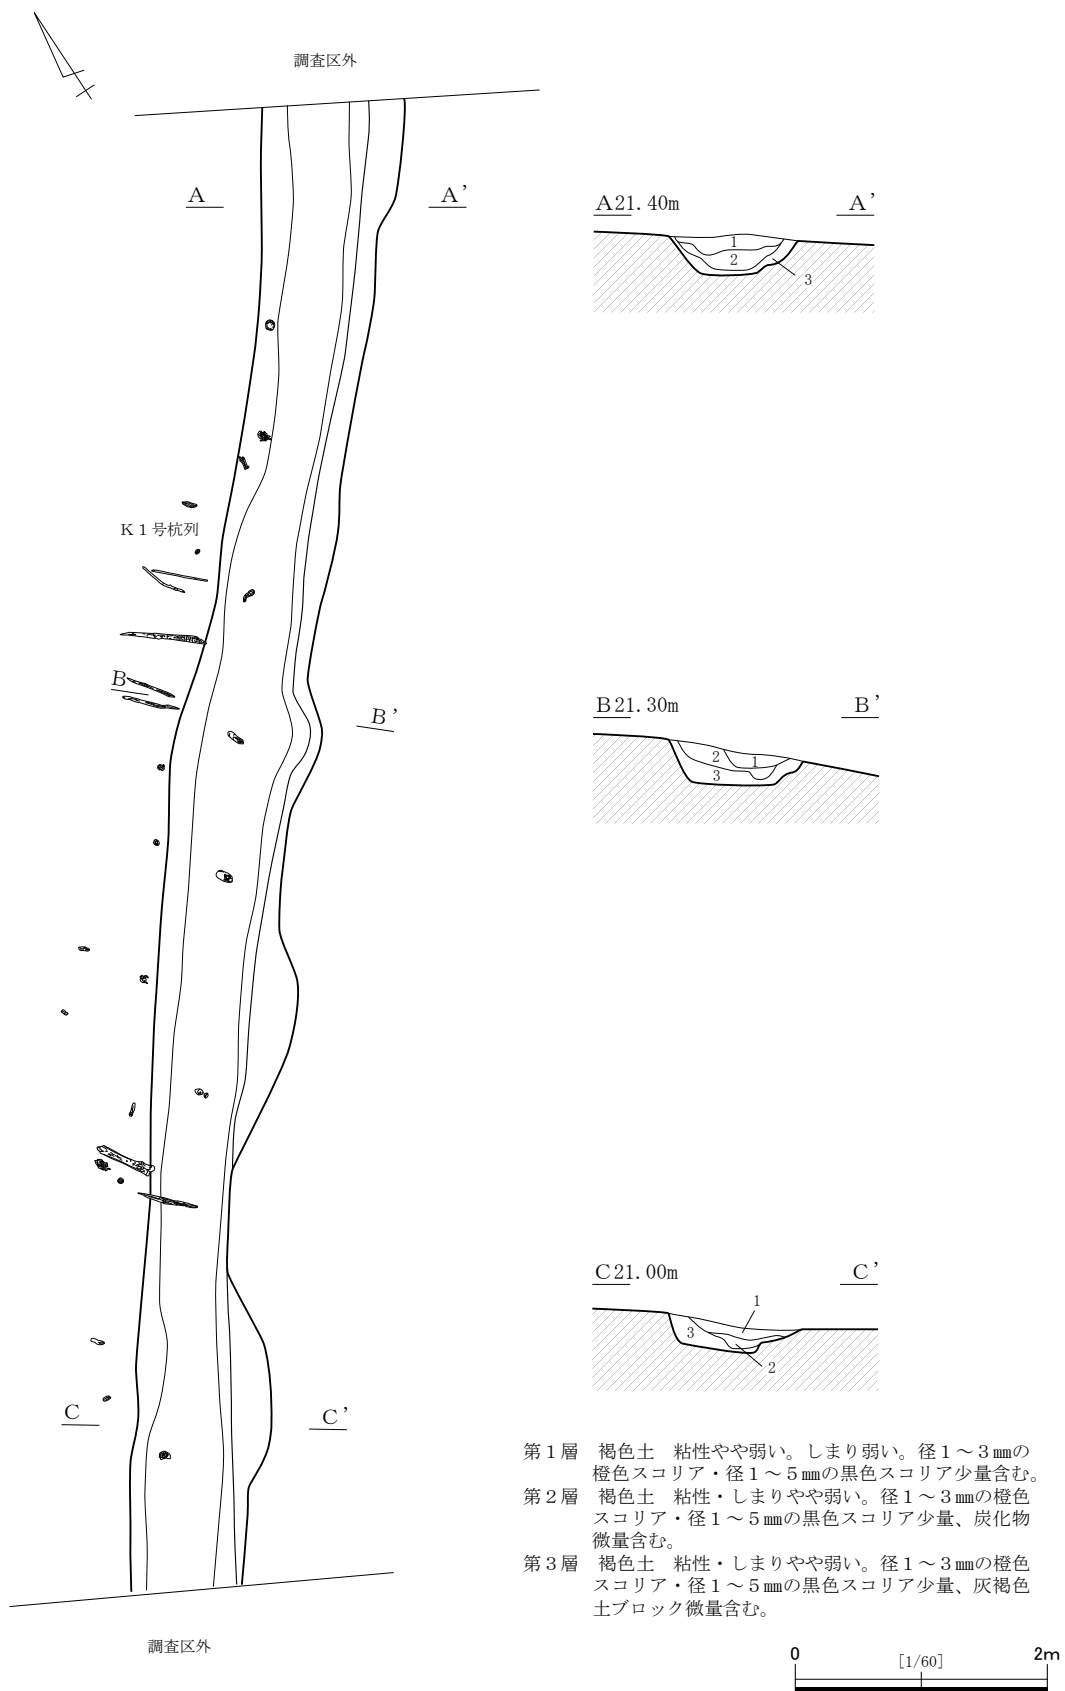 調査区外
A
A’
A21.40m
A’
1
2
3
K1号杭列
B
B’
B21.30m
B’
2
1
3
C21.00m
C’
1
3
2
C
C’
第1層　褐色土　粘性やや弱い。しまり弱い。径1～3㎜の
橙色スコリア・径1～5㎜の黒色スコリア少量含む。
第2層　褐色土　粘性・しまりやや弱い。径1～3㎜の橙色
スコリア・径1～5㎜の黒色スコリア少量、炭化物
微量含む。
第3層　褐色土　粘性・しまりやや弱い。径1～3㎜の橙色
スコリア・径1～5㎜の黒色スコリア少量、灰褐色
土ブロック微量含む。
調査区外
0
[1/60]
2m